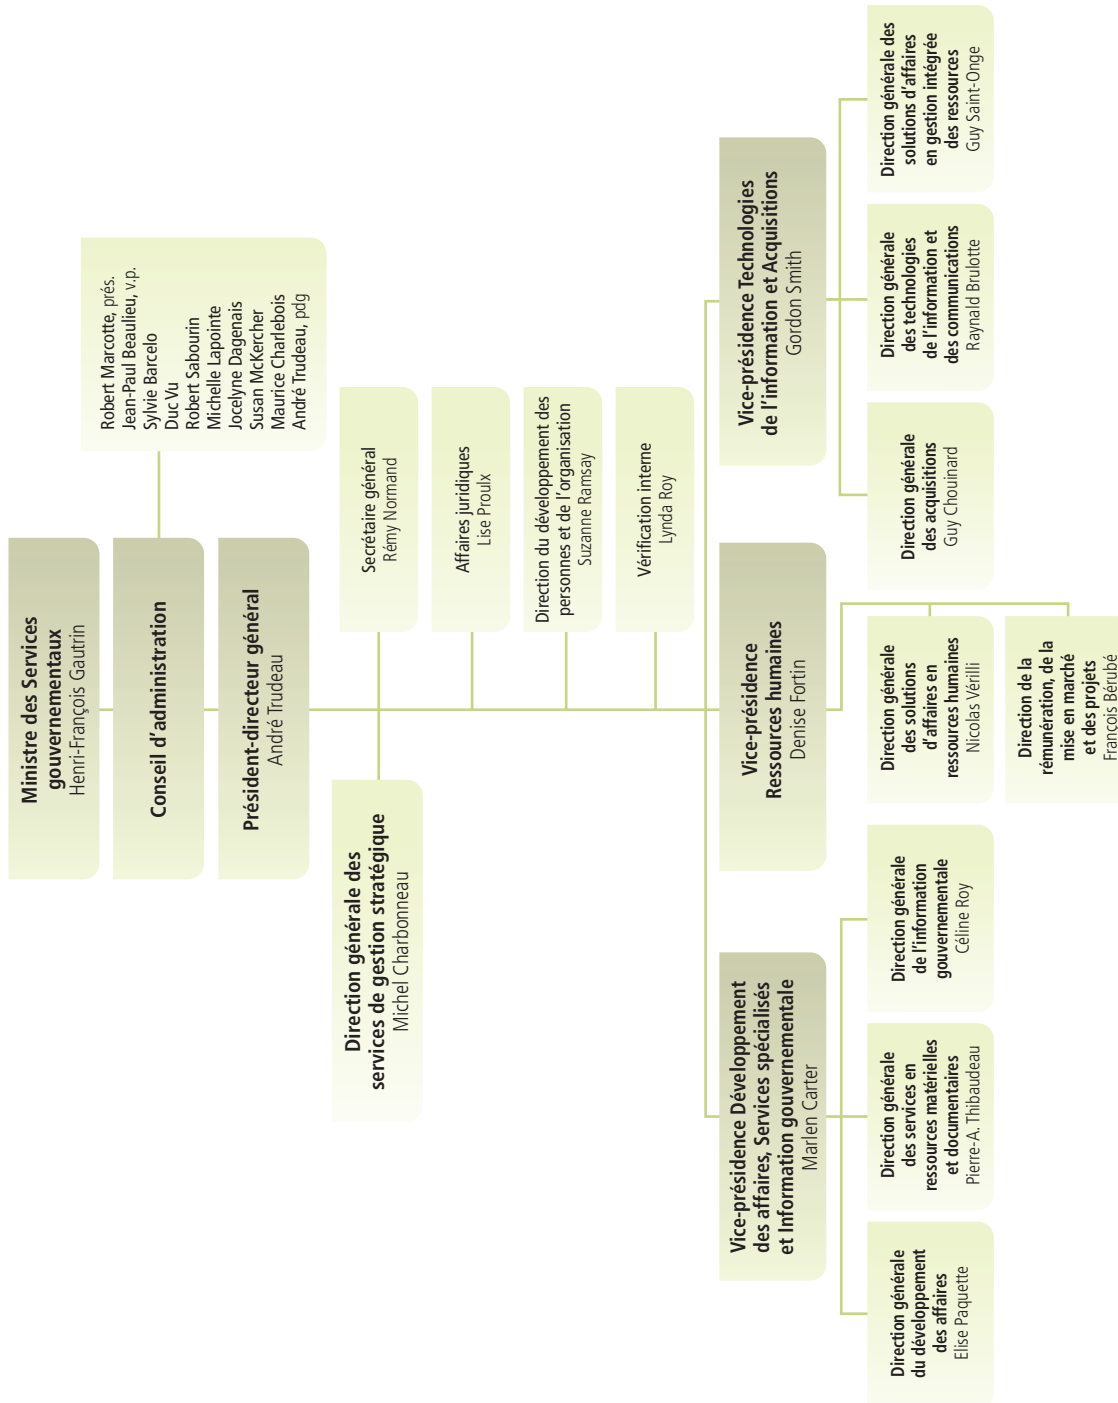 Ministre des Services
gouvernementaux
Henri-François Gautrin
Conseil d'administration
Robert Marcotte, prés.
Jean-Paul Beaulieu, v.p.
Sylvie Barcelo
Duc Vu
Robert Sabourin
Michelle Lapointe
Jocelyne Dagenais
Susan McKercher
Maurice Charlebois
André Trudeau, pdg
Président-directeur général
André Trudeau
Direction générale des
services de gestion stratégique
Michel Charbonneau
Secrétaire général
Rémy Normand
Affaires juridiques
Lise Proulx
Direction du développement des
personnes et de l'organisation
Suzanne Ramsay
Vérification interne
Lynda Roy
Vice-présidence Développement
des affaires, Services spécialisés
et Information gouvernementale
Marlen Carter
Direction générale
du développement
des affaires
Elise Paquette
Direction générale
des services en
ressources matérielles
et documentaires
Pierre-A. Thibaudeau
Direction générale
de l'information
gouvernementale
Céline Roy
Vice-présidence
Ressources humaines
Denise Fortin
Direction générale
des solutions
d'affaires en
ressources humaines
Nicolas Vérilli
Direction de la
rémunération, de la
mise en marché
et des projets
François Bérubé
Vice-présidence Technologies
de l'information et Acquisitions
Gordon Smith
Direction générale
des acquisitions
Guy Chouinard
Direction générale
des technologies
de l'information et
des communications
Raynald Brulotte
Direction générale des
solutions d'affaires
en gestion intégrée
des ressources
Guy Saint-Onge